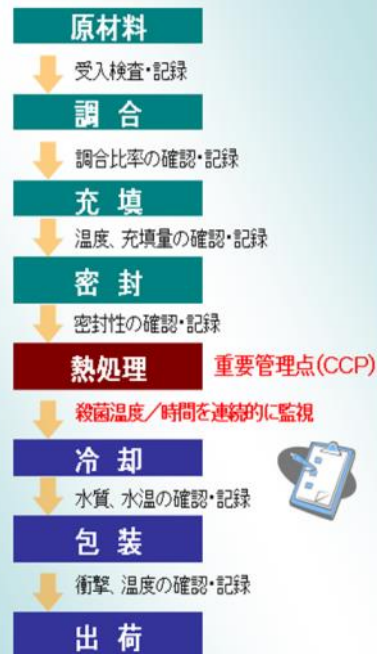 原材料
受入検査・記録
調 合
調合比率の確認・記録
充 填
温度、充填量の確認・記録
密 封
密封性の確認・記録
熱処理 重要管理点(CCP)
殺菌温度／時間を連続的に監視
冷 却
水質、水温の確認・記録
包 装
衝撃、温度の確認・記録
出 荷